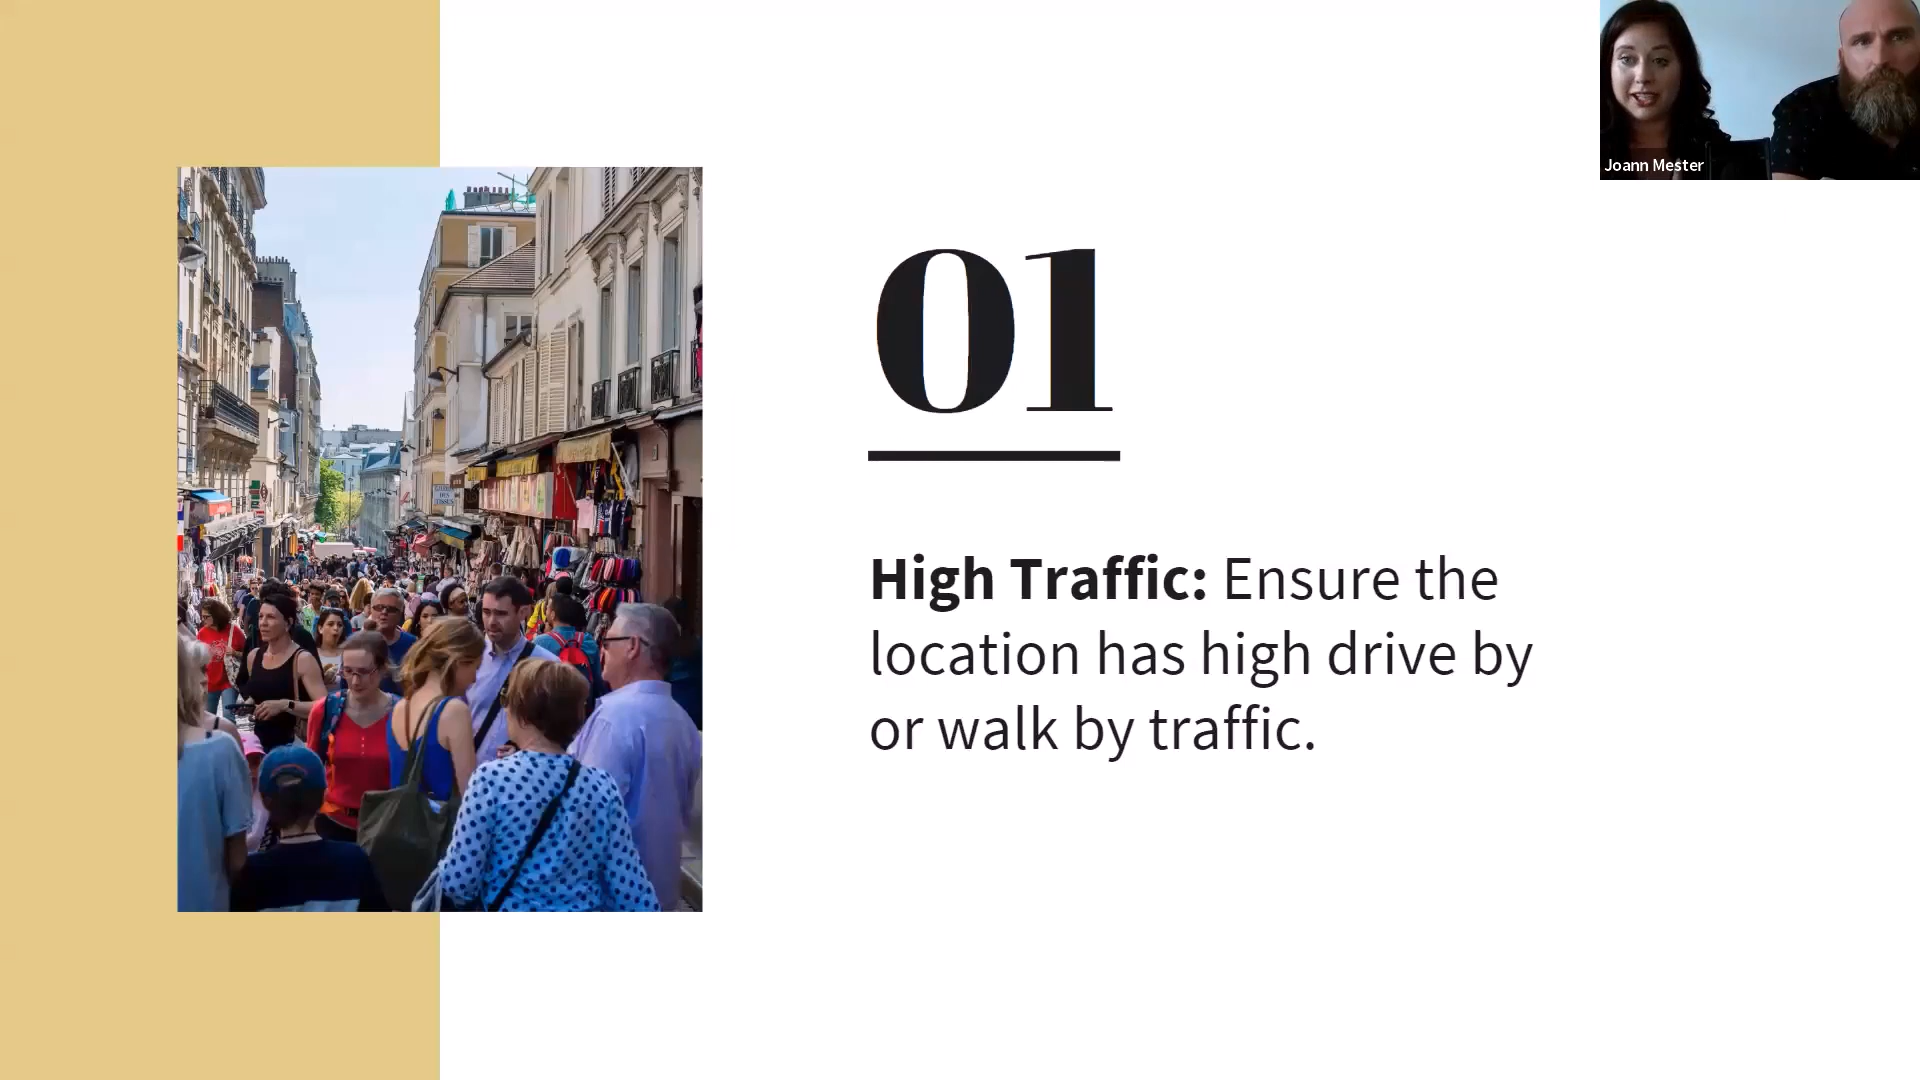 Joann Mester
01
High Traffic: Ensure the
location has high drive by
or walk by traffic.